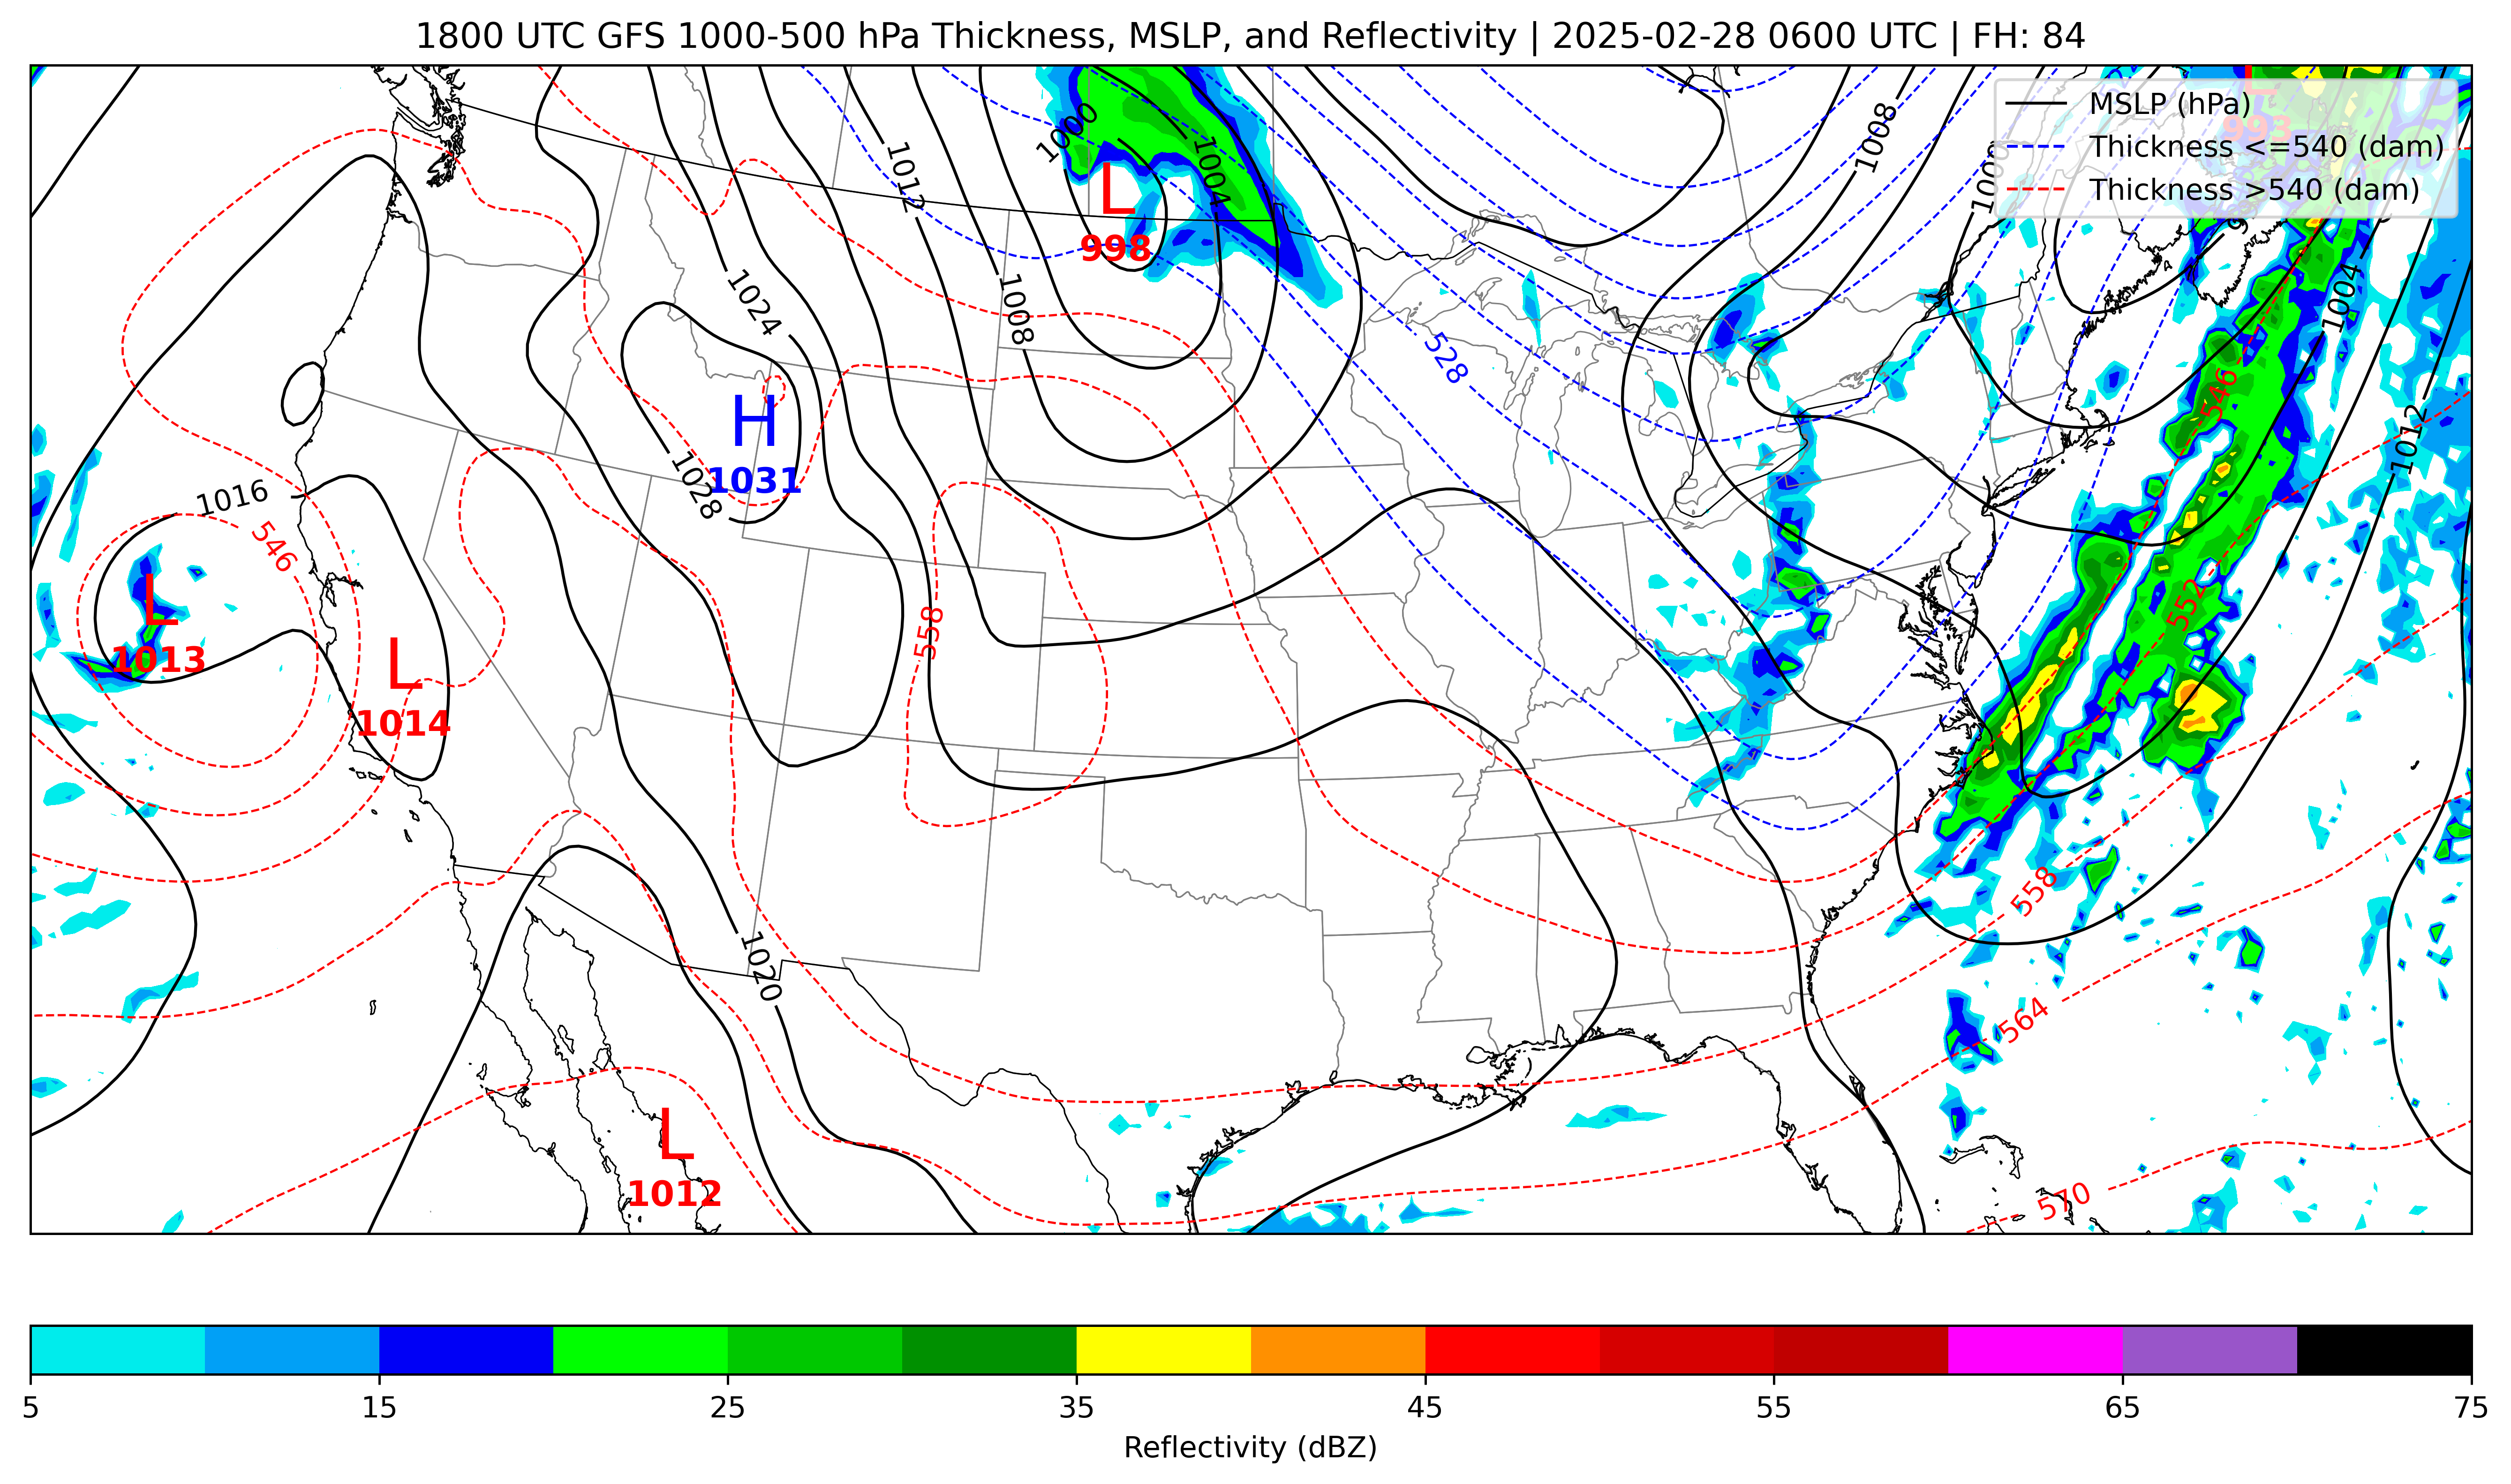 1800 UTC GFS 1000-500 hPa Thickness, MSLP, and Reflectivity | 2025-02-28 0600 UTC | FH: 84
MSLP (hPa)
Thickness <=540 (dam)
Thickness >540 (dam)
L
993
1000
1012
1004
1008
1000
L
998
1004
1024
1008
528
546
1012
H
1031
1028
1016
546
L
1013
558
552
L
1014
558
1020
564
L
1012
570
5 15 25 35 45 55 65 75
Reflectivity (dBZ)